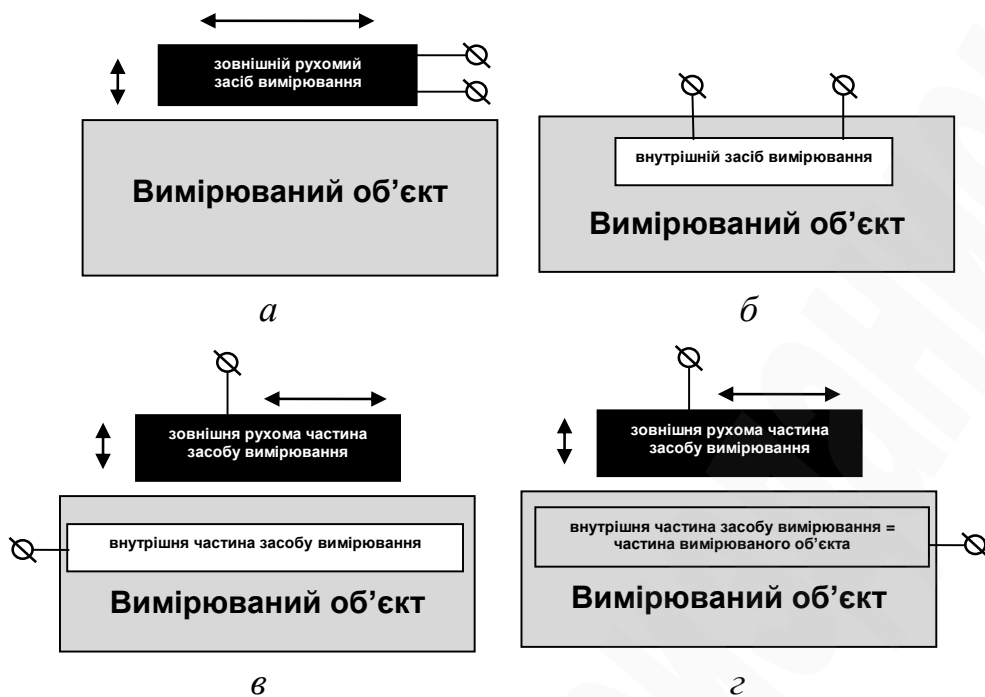 зовнішній рухомий
засіб вимірювання
Вимірюваний об’єкт
а
внутрішній засіб вимірювання
Вимірюваний об’єкт
б
зовнішня рухома частина
засобу вимірювання
внутрішня частина засобу вимірювання
Вимірюваний об’єкт
в
зовнішня рухома частина
засобу вимірювання
внутрішня частина засобу вимірювання =
частина вимірюваного об’єкта
Вимірюваний об’єкт
г